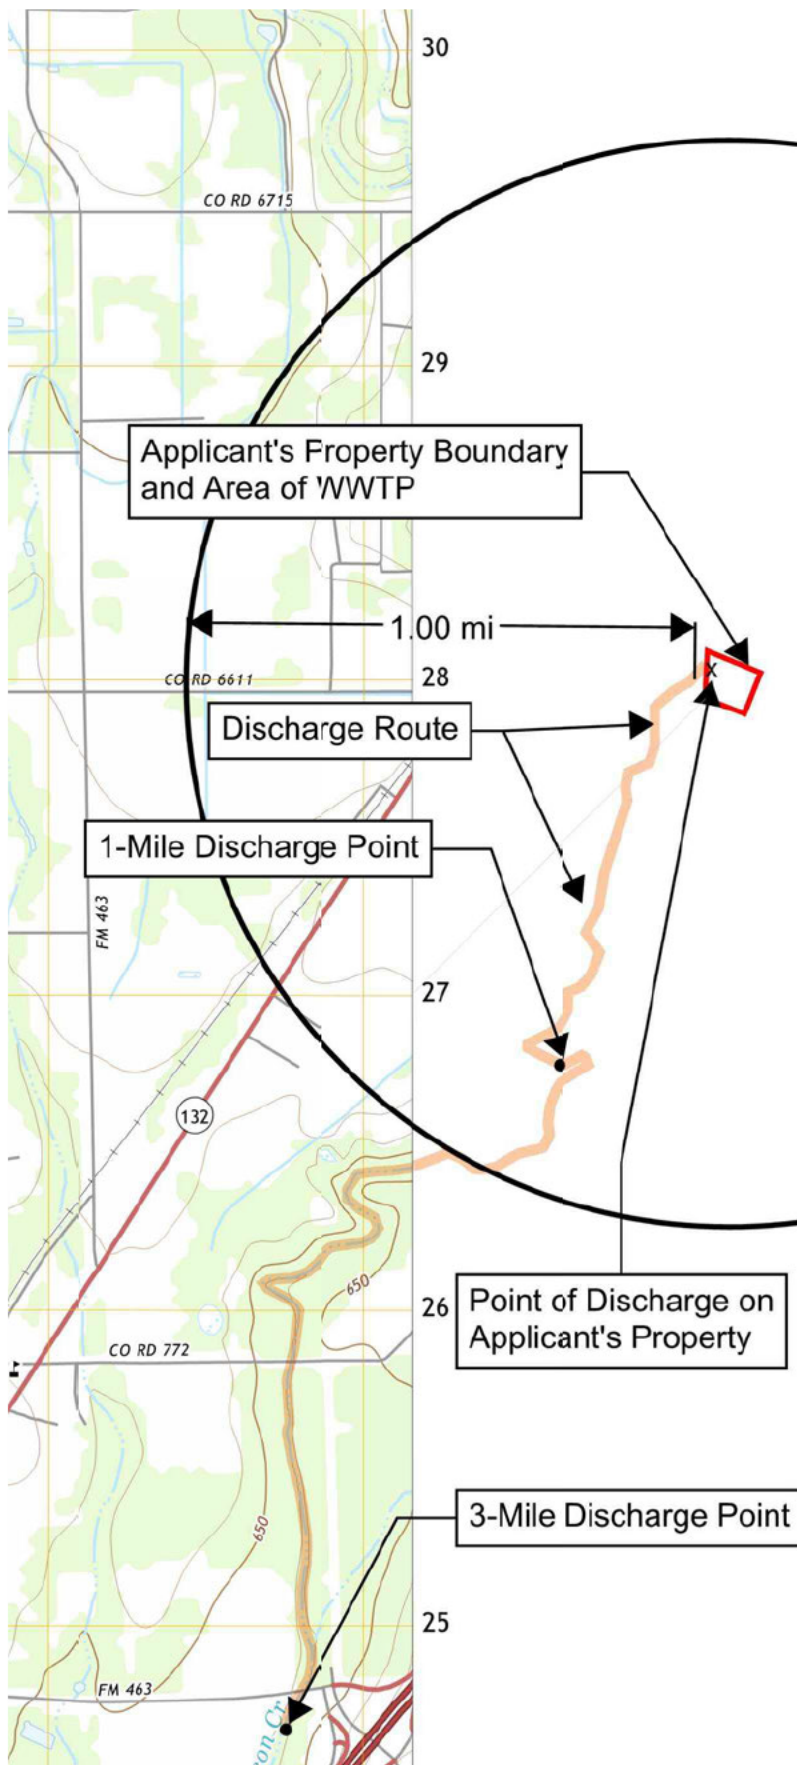 30
CO RD 6715
29
Applicant's Property Boundary
and Area of WWTP
1.00 mi
x
CO RD 6611
28
Discharge Route
1-Mile Discharge Point
FM 463
27
132
650
26
Point of Discharge on
Applicant's Property
CO RD 772
3-Mile Discharge Point
650
25
FM 463
on Cr